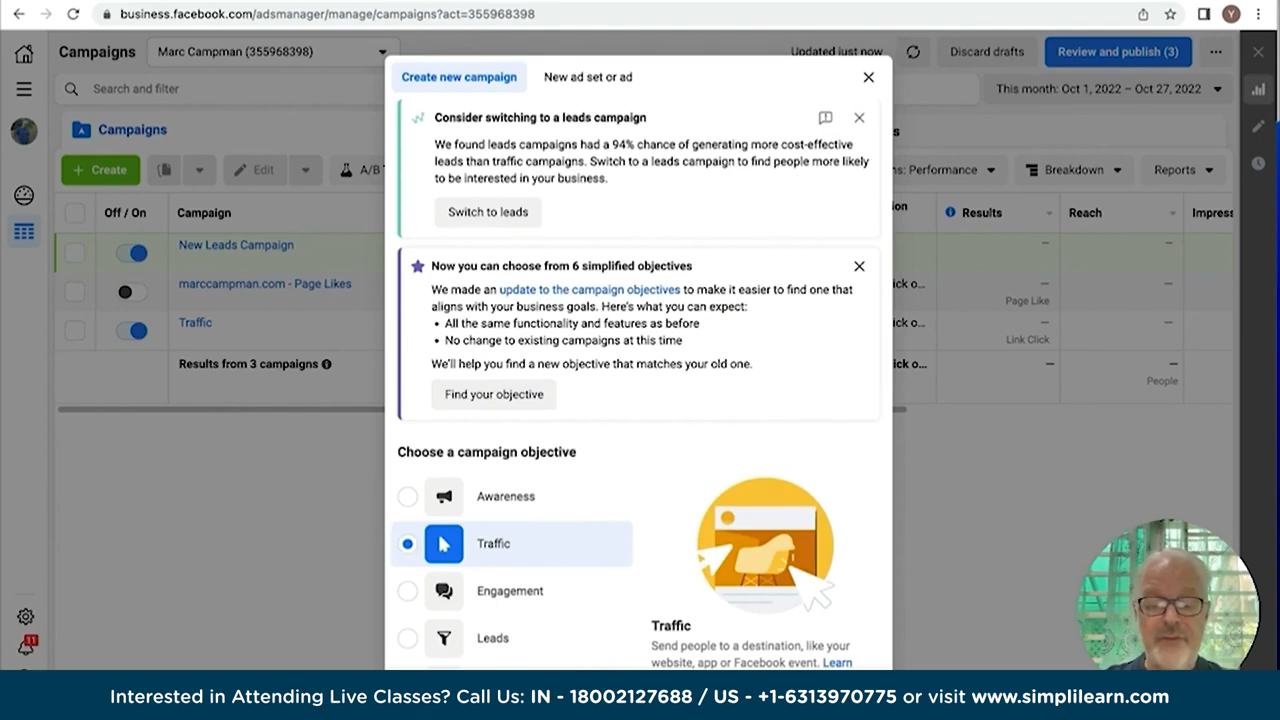 business.facebook.com/adsmanager/manage/campaigns?act=355968398
Y
Campaigns
Marc Campman (355968398)
Updated just now
Discard drafts
Review and publish (3)
Search and filter
This month: Oct 1, 2022 – Oct 27, 2022
Campaigns
s
+ Create
Edit
A/B T
ns: Performance
Breakdown
Reports
Off / On
Campaign
ion
Results
Reach
Impress
New Leads Campaign
—
—
marccampman.com - Page Likes
ick o...
—
—
Page Like
Traffic
ick o...
—
—
Link Click
Results from 3 campaigns
ick o...
—
—
People
11
Create new campaign
New ad set or ad
Consider switching to a leads campaign
We found leads campaigns had a 94% chance of generating more cost-effective
leads than traffic campaigns. Switch to a leads campaign to find people more likely
to be interested in your business.
Switch to leads
Now you can choose from 6 simplified objectives
We made an update to the campaign objectives to make it easier to find one that
aligns with your business goals. Here's what you can expect:
• All the same functionality and features as before
• No change to existing campaigns at this time
We'll help you find a new objective that matches your old one.
Find your objective
Choose a campaign objective
Awareness
Traffic
Engagement
Leads
Traffic
Send people to a destination, like your
website, app or Facebook event. Learn
Interested in Attending Live Classes? Call Us: IN - 18002127688 / US - +1-6313970775 or visit www.simplilearn.com